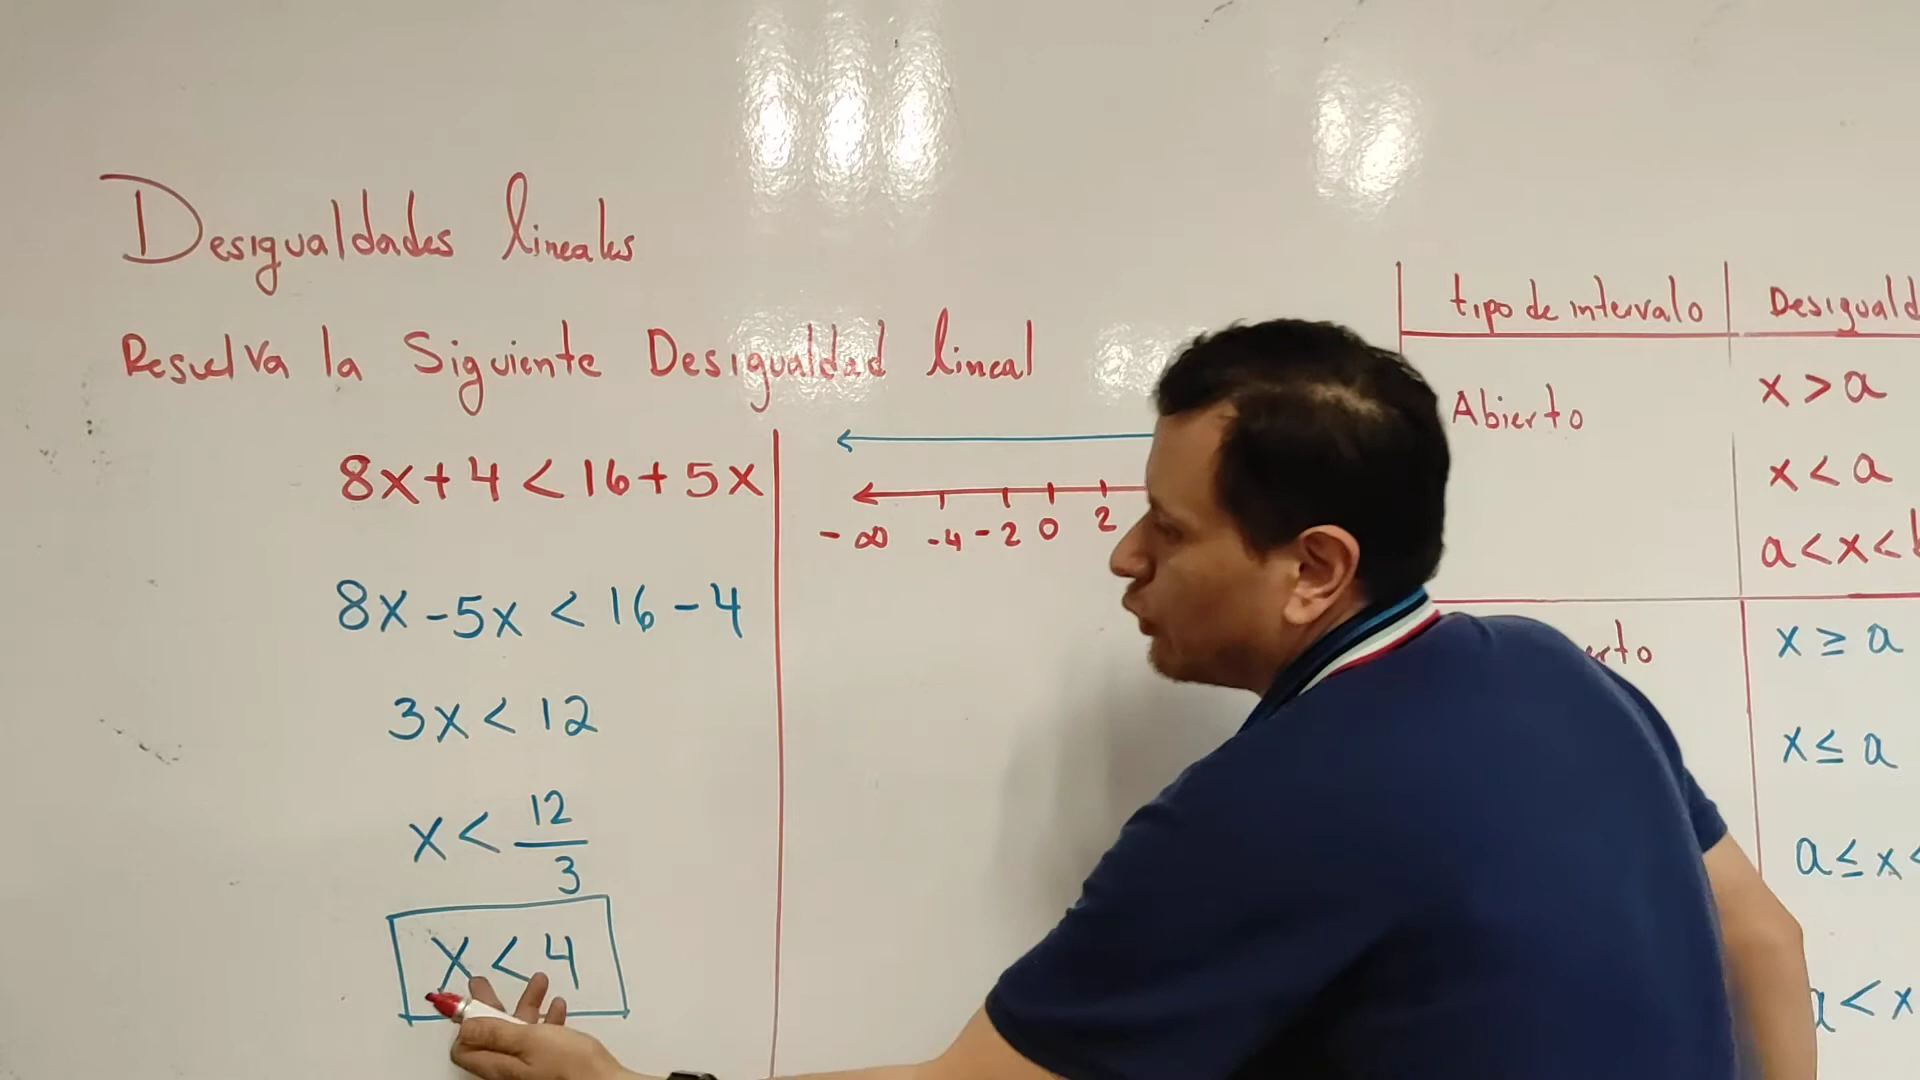 Desigualdades lineales
Resuelva la Siguiente Desigualdad lineal
8x+4<16+5x
8x-5x<16-4
3x<12
x<12/3
x<4
-∞ -4 -2 0 2
tipo de intervalo
Abierto
x>a
x<a
a<x<
x≥a
x≤a
a≤x<
a<x